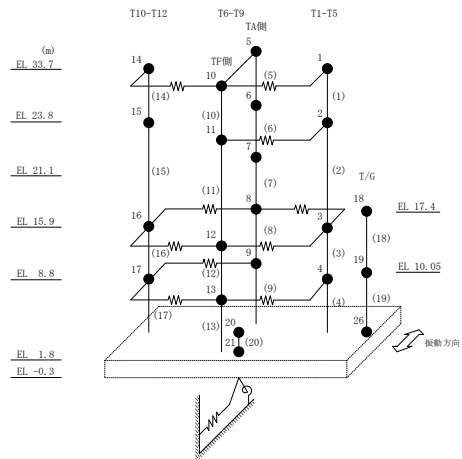 T10-T12 T6-T9 T1-T5
TA側
(m) 5
TF側
14 1
EL 33.7 10 (5)
(14) (1)
(10) 6
EL 23.8 15 2
11 (6)
7
EL 21.1 (15) (7) (2) T/G
(11) 8 18 EL 17.4
EL 15.9 16 3
12 (8) (18)
(16) (3)
(12) 9 19 EL 10.05
EL 8.8 17 4
13 (9) (19)
(17) (4)
(13) 20 26
21 (20)
振動方向
EL 1.8
EL -0.3